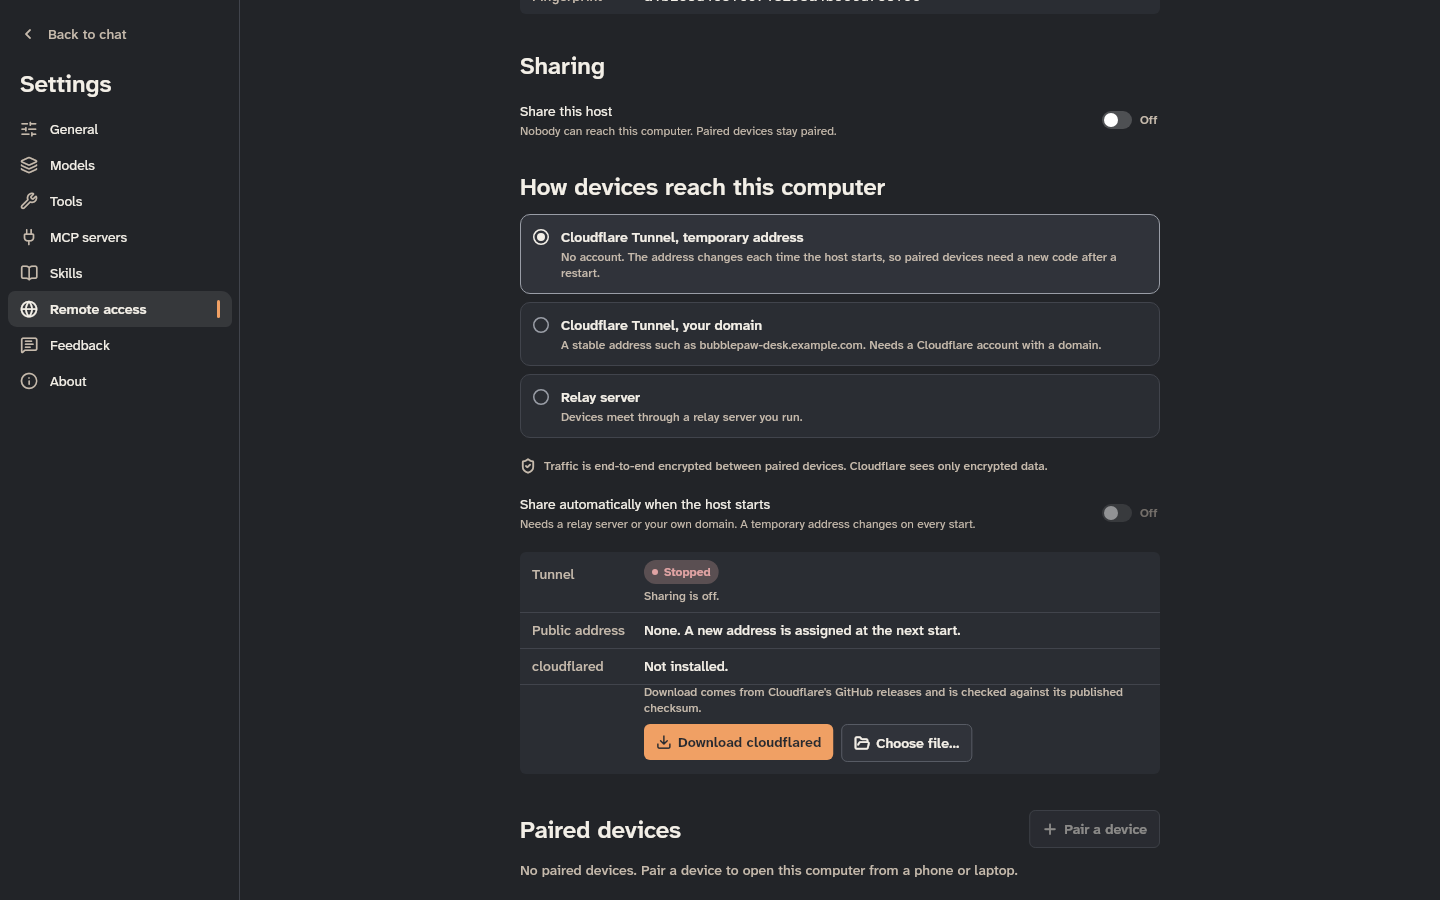 Back to chat
Settings
General
Models
Tools
MCP servers
Skills
Remote access
Feedback
About
Sharing
Share this host
Nobody can reach this computer. Paired devices stay paired.
Off
How devices reach this computer
Cloudflare Tunnel, temporary address
No account. The address changes each time the host starts, so paired devices need a new code after a
restart.
Cloudflare Tunnel, your domain
A stable address such as bubblepaw-desk.example.com. Needs a Cloudflare account with a domain.
Relay server
Devices meet through a relay server you run.
Traffic is end-to-end encrypted between paired devices. Cloudflare sees only encrypted data.
Share automatically when the host starts
Needs a relay server or your own domain. A temporary address changes on every start.
Off
Tunnel
Stopped
Sharing is off.
Public address
None. A new address is assigned at the next start.
cloudflared
Not installed.
Download comes from Cloudflare's GitHub releases and is checked against its published
checksum.
Download cloudflared
Choose file...
Paired devices
Pair a device
No paired devices. Pair a device to open this computer from a phone or laptop.